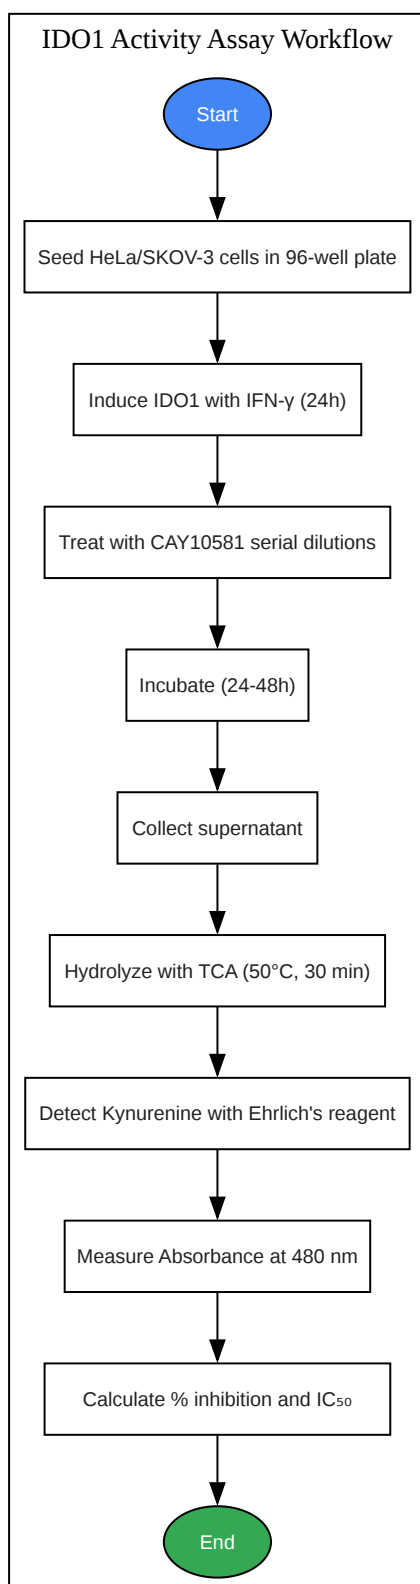 IDO1 Activity Assay Workflow
Start
Seed HeLa/SKOV-3 cells in 96-well plate
Induce IDO1 with IFN-γ (24h)
Treat with CAY10581 serial dilutions
Incubate (24-48h)
Collect supernatant
Hydrolyze with TCA (50°C, 30 min)
Detect Kynurenine with Ehrlich's reagent
Measure Absorbance at 480 nm
Calculate % inhibition and IC₅₀
End